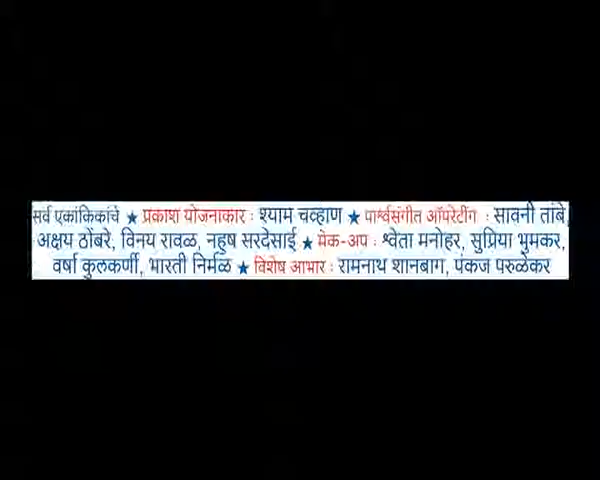 सर्व एकांकिकांचे ★ प्रकाश योजनाकार : श्याम चव्हाण ★ पार्श्वसंगीत ऑपरेटींग : सावनी तांबे,
अक्षय ठोंबरे, विनय रावळ, नहुष सरदेसाई ★ मेक-अप : श्वेता मनोहर, सुप्रिया भुमकर,
वर्षा कुलकर्णी, भारती निर्मळ ★ विशेष आभार : रामनाथ शानबाग, पंकज परुळेकर